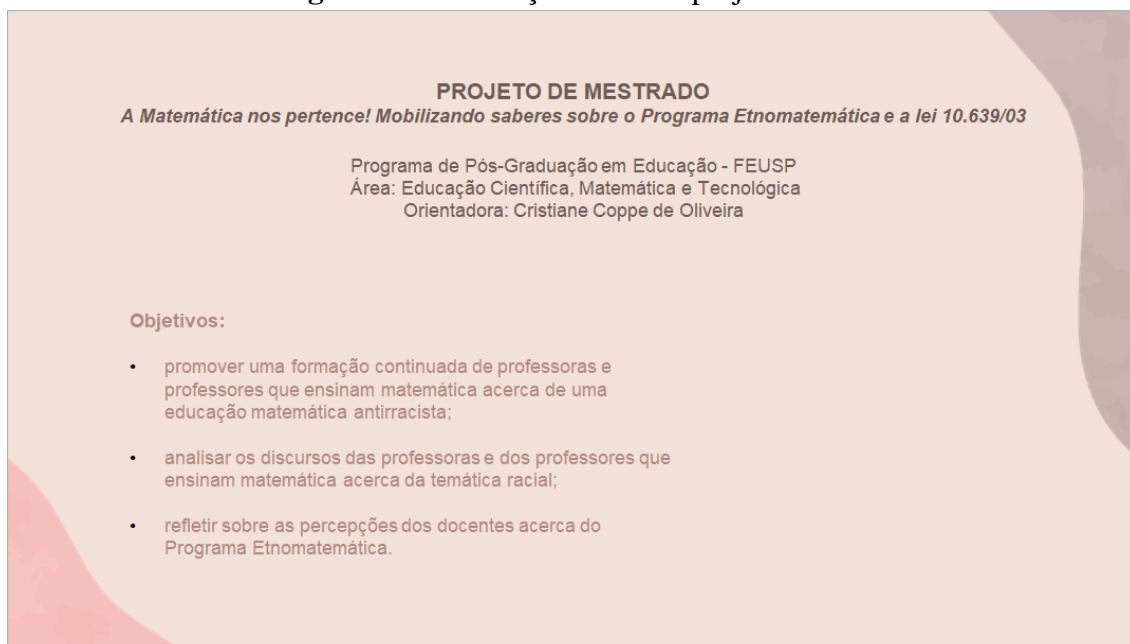 PROJETO DE MESTRADO
A Matemática nos pertence! Mobilizando saberes sobre o Programa Etnomatemática e a lei 10.639/03
Programa de Pós-Graduação em Educação - FEUSP
Área: Educação Científica, Matemática e Tecnológica
Orientadora: Cristiane Coppe de Oliveira
Objetivos:
• promover uma formação continuada de professoras e
professores que ensinam matemática acerca de uma
educação matemática antirracista;
• analisar os discursos das professoras e dos professores que
ensinam matemática acerca da temática racial;
• refletir sobre as percepções dos docentes acerca do
Programa Etnomatemática.